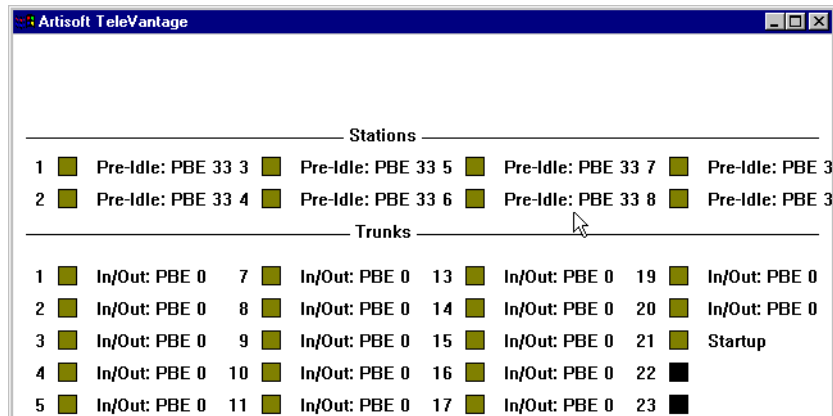 Artisoft TeleVantage
Stations
1 Pre-Idle: PBE 33 3 Pre-Idle: PBE 33 5 Pre-Idle: PBE 33 7 Pre-Idle: PBE 3
2 Pre-Idle: PBE 33 4 Pre-Idle: PBE 33 6 Pre-Idle: PBE 33 8 Pre-Idle: PBE 3
Trunks
1 In/Out: PBE 0 7 In/Out: PBE 0 13 In/Out: PBE 0 19 In/Out: PBE 0
2 In/Out: PBE 0 8 In/Out: PBE 0 14 In/Out: PBE 0 20 In/Out: PBE 0
3 In/Out: PBE 0 9 In/Out: PBE 0 15 In/Out: PBE 0 21 Startup
4 In/Out: PBE 0 10 In/Out: PBE 0 16 In/Out: PBE 0 22
5 In/Out: PBE 0 11 In/Out: PBE 0 17 In/Out: PBE 0 23